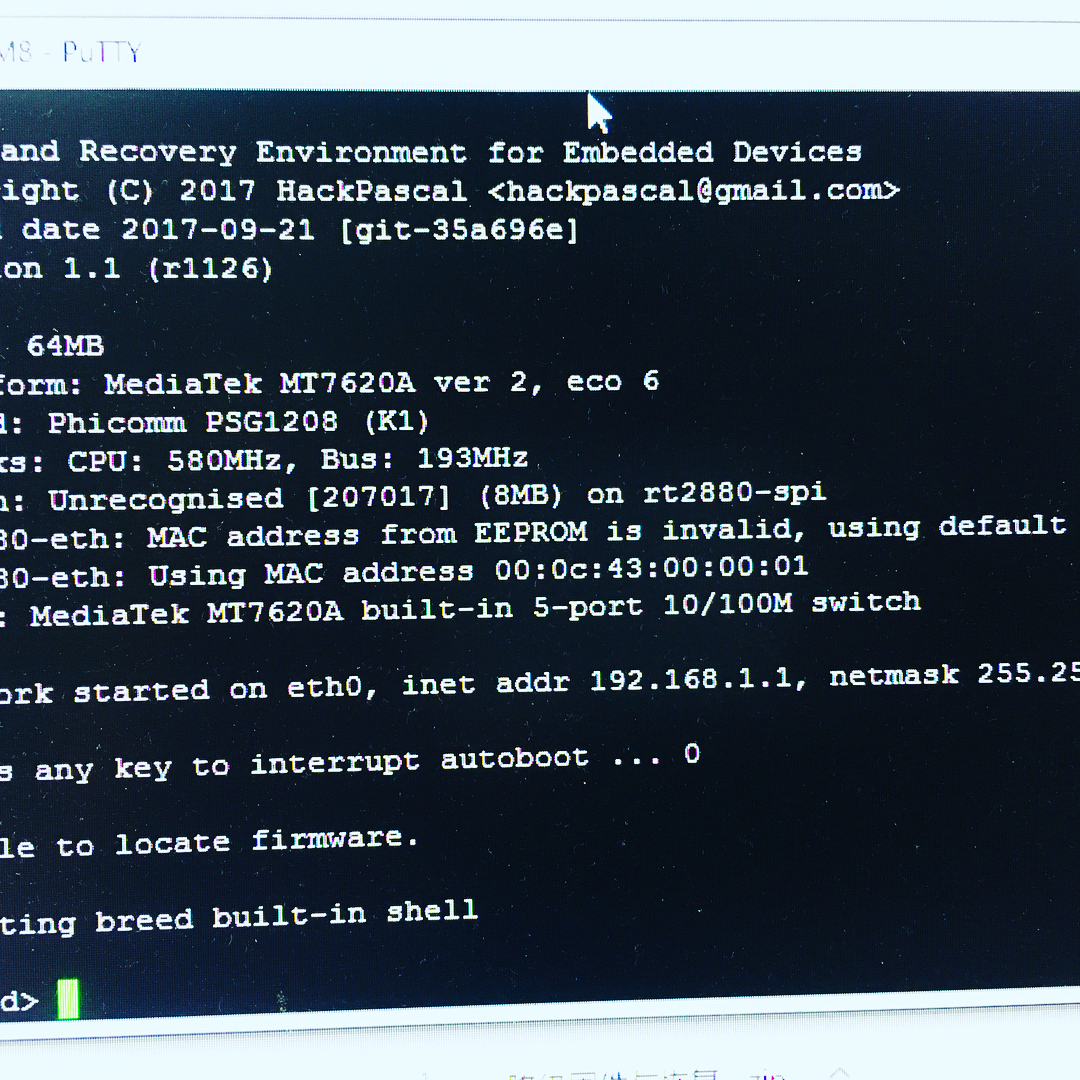 M8 - PuTTY
and Recovery Environment for Embedded Devices
ight (C) 2017 HackPascal <hackpascal@gmail.com>
date 2017-09-21 [git-35a696e]
on 1.1 (r1126)
64MB
form: MediaTek MT7620A ver 2, eco 6
d: Phicomm PSG1208 (K1)
ks: CPU: 580MHz, Bus: 193MHz
h: Unrecognised [207017] (8MB) on rt2880-spi
80-eth: MAC address from EEPROM is invalid, using default
80-eth: Using MAC address 00:0c:43:00:00:01
: MediaTek MT7620A built-in 5-port 10/100M switch
ork started on eth0, inet addr 192.168.1.1, netmask 255.25
s any key to interrupt autoboot ... 0
le to locate firmware.
ting breed built-in shell
d>